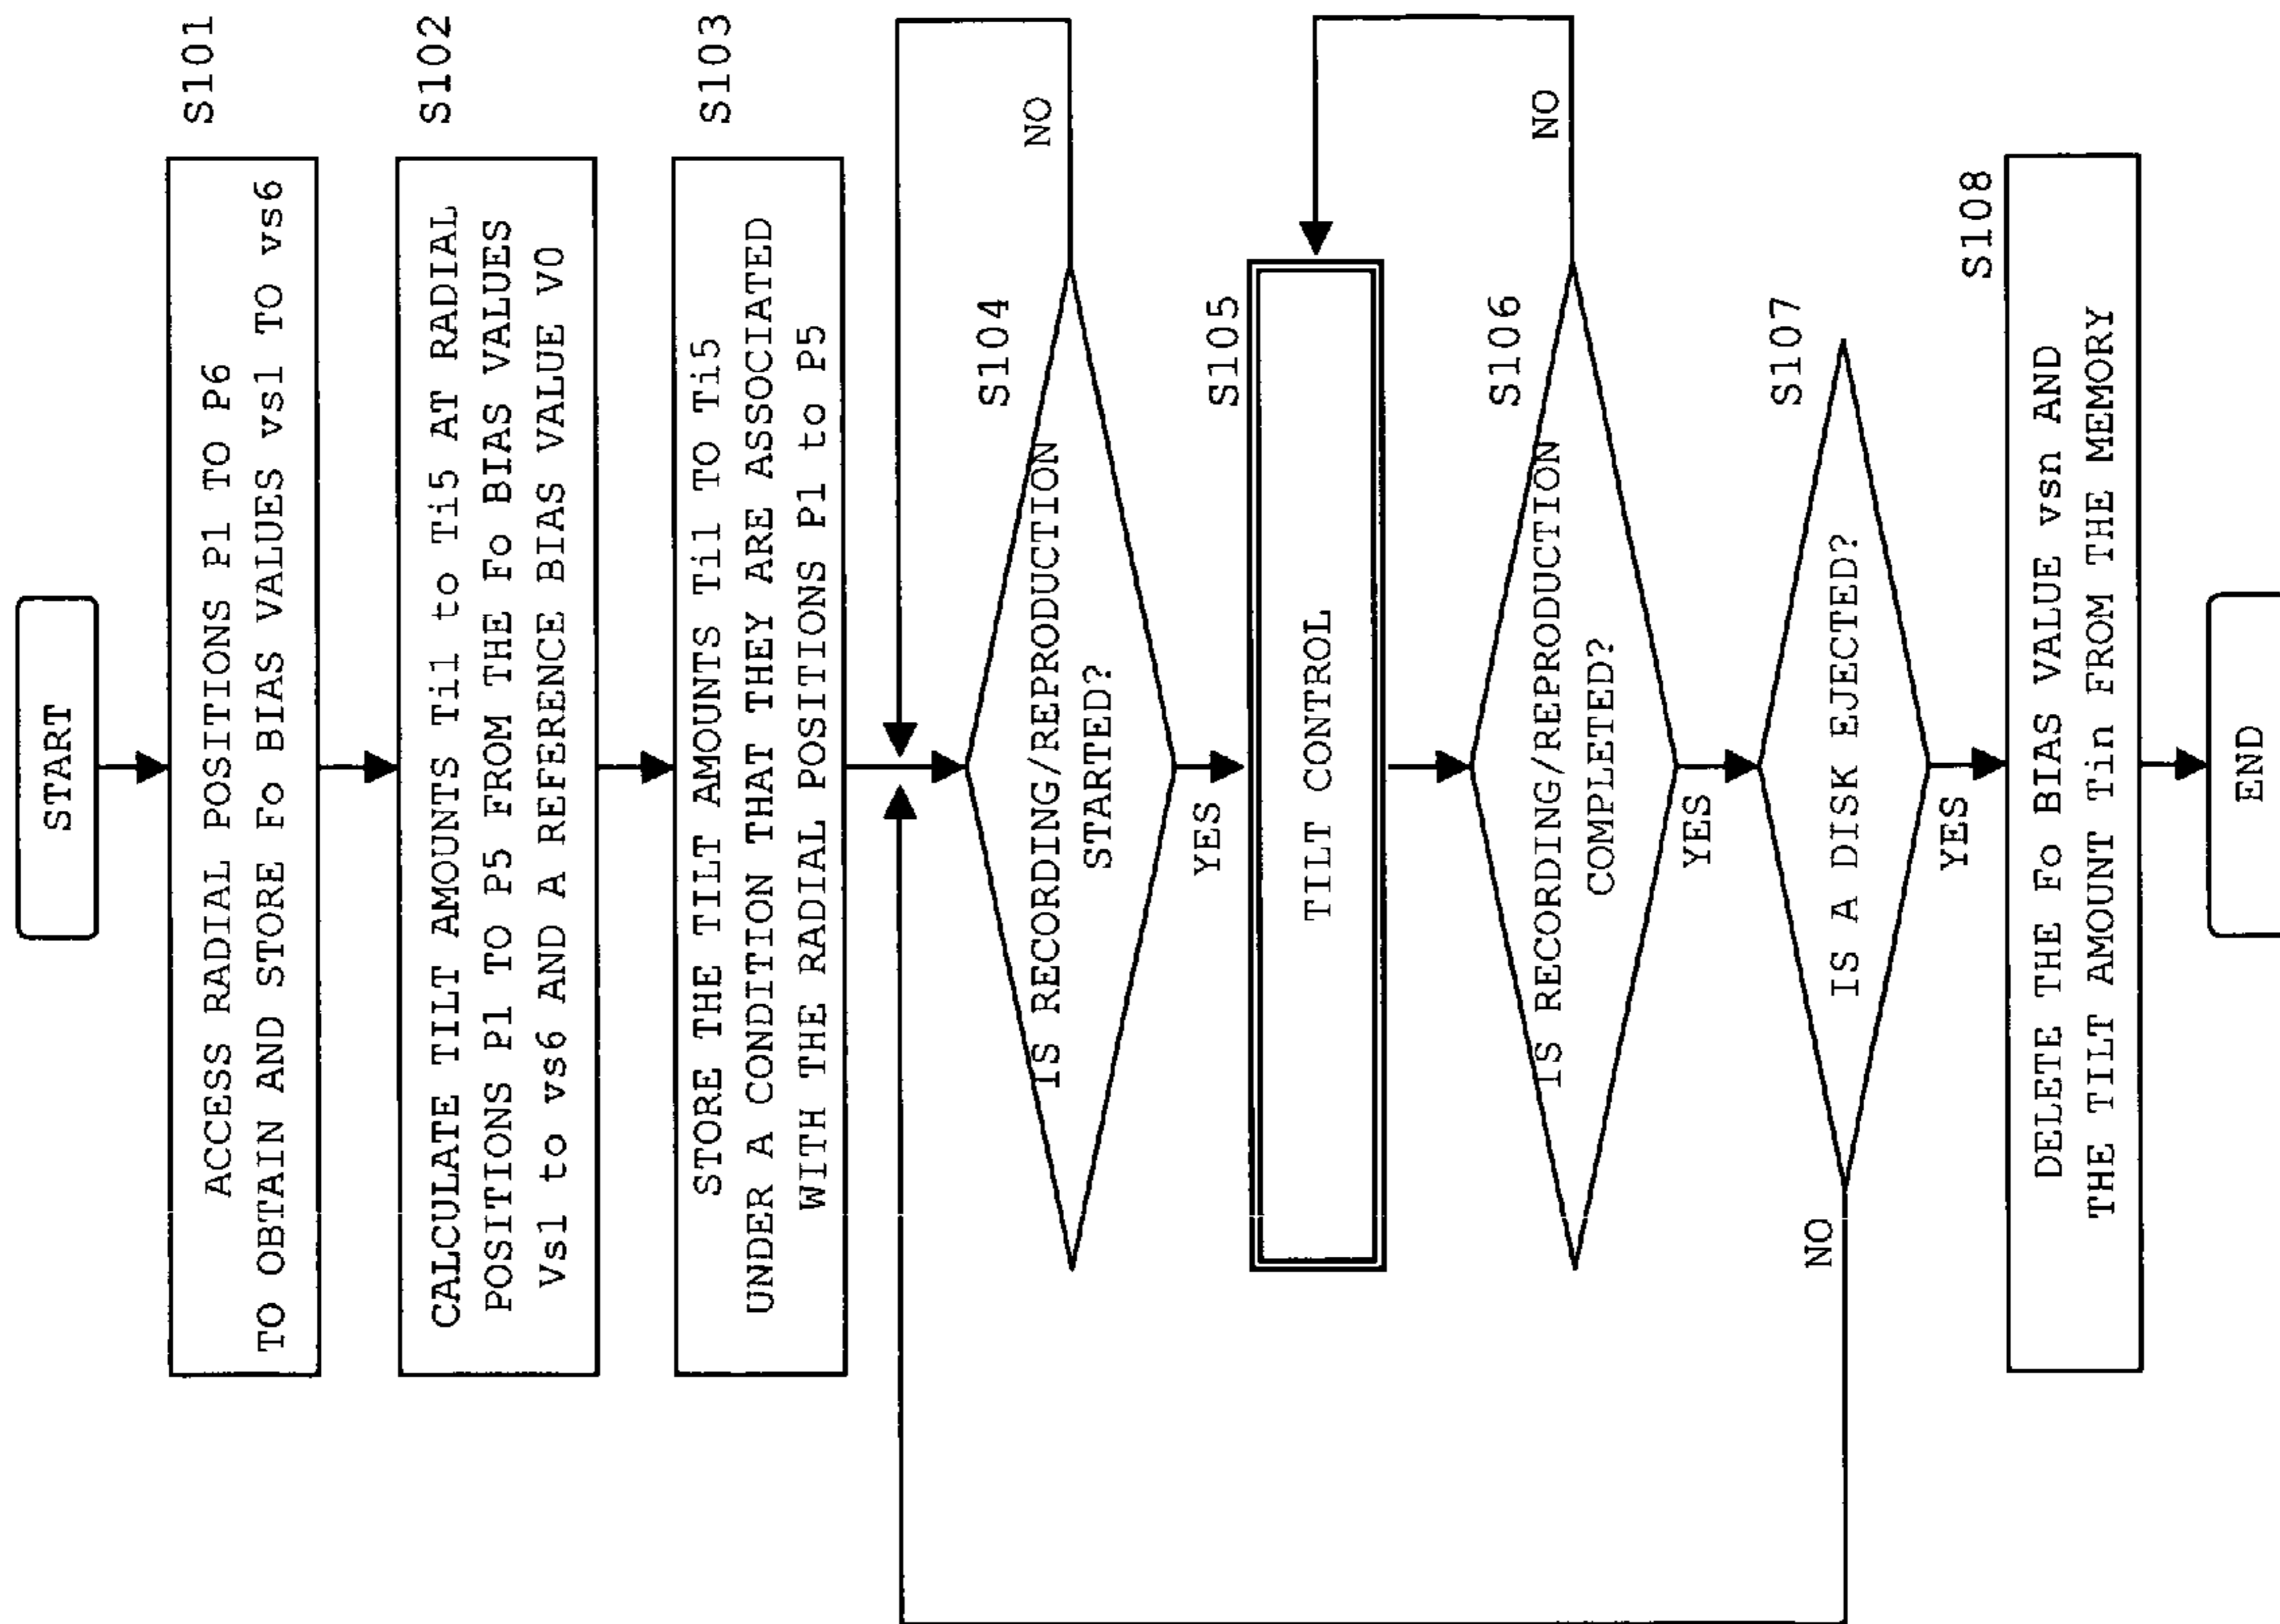 START
S101
ACCESS RADIAL POSITIONS P1 TO P6
TO OBTAIN AND STORE Fo BIAS VALUES vs1 TO vs6
S102
CALCULATE TILT AMOUNTS Ti1 to Ti5 AT RADIAL
POSITIONS P1 TO P5 FROM THE Fo BIAS VALUES
Vs1 to vs6 AND A REFERENCE BIAS VALUE V0
S103
STORE THE TILT AMOUNTS Ti1 TO Ti5
UNDER A CONDITION THAT THEY ARE ASSOCIATED
WITH THE RADIAL POSITIONS P1 to P5
S104
IS RECORDING/REPRODUCTION
STARTED?
NO
YES
S105
TILT CONTROL
S106
IS RECORDING/REPRODUCTION
COMPLETED?
NO
YES
S107
IS A DISK EJECTED?
NO
YES
S108
DELETE THE Fo BIAS VALUE vsn AND
THE TILT AMOUNT Tin FROM THE MEMORY
END